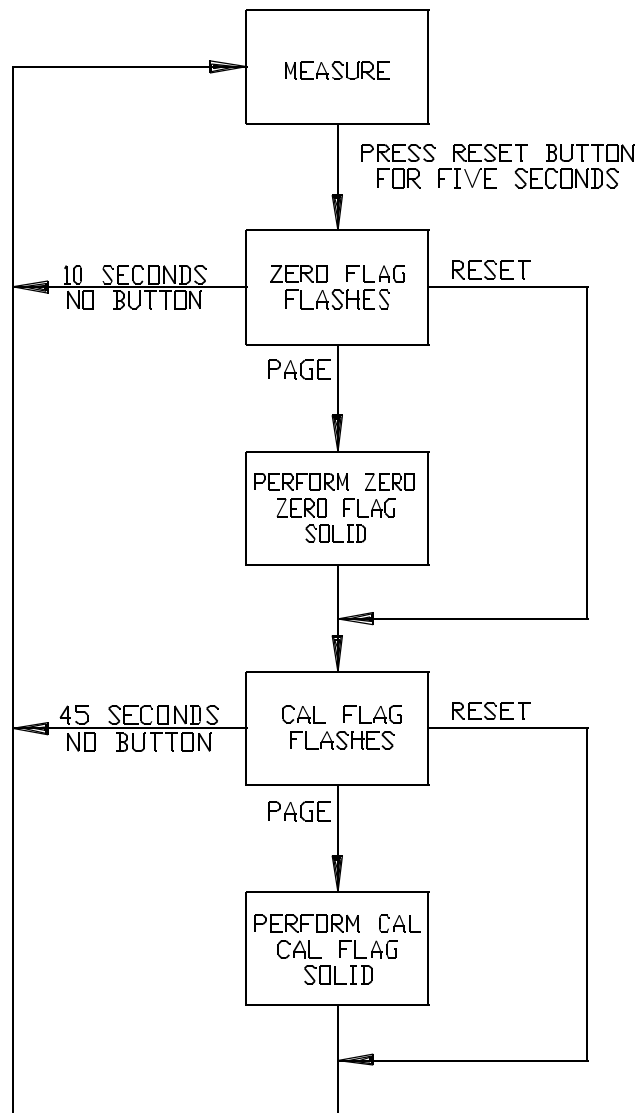 MEASURE
PRESS RESET BUTTON
FOR FIVE SECONDS
10 SECONDS
NO BUTTON
ZERO FLAG
FLASHES
RESET
PAGE
PERFORM ZERO
ZERO FLAG
SOLID
45 SECONDS
NO BUTTON
CAL FLAG
FLASHES
RESET
PAGE
PERFORM CAL
CAL FLAG
SOLID